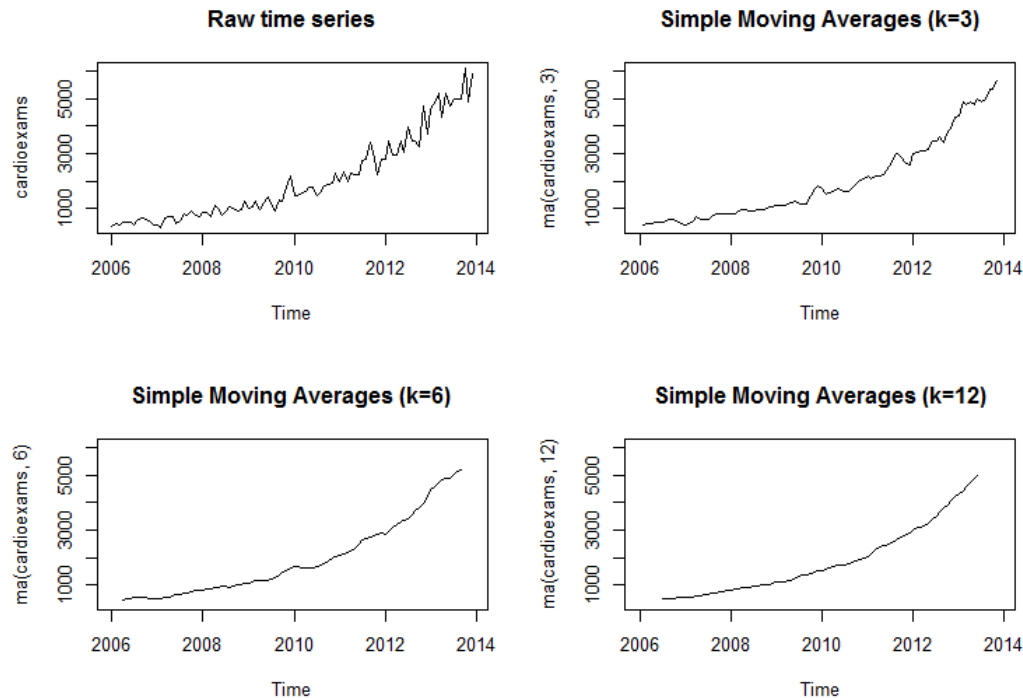 Raw time series
cardioexams
1000 3000 5000
2006 2008 2010 2012 2014
Time
Simple Moving Averages (k=3)
ma(cardioexams, 3)
1000 3000 5000
2006 2008 2010 2012 2014
Time
Simple Moving Averages (k=6)
ma(cardioexams, 6)
1000 3000 5000
2006 2008 2010 2012 2014
Time
Simple Moving Averages (k=12)
ma(cardioexams, 12)
1000 3000 5000
2006 2008 2010 2012 2014
Time